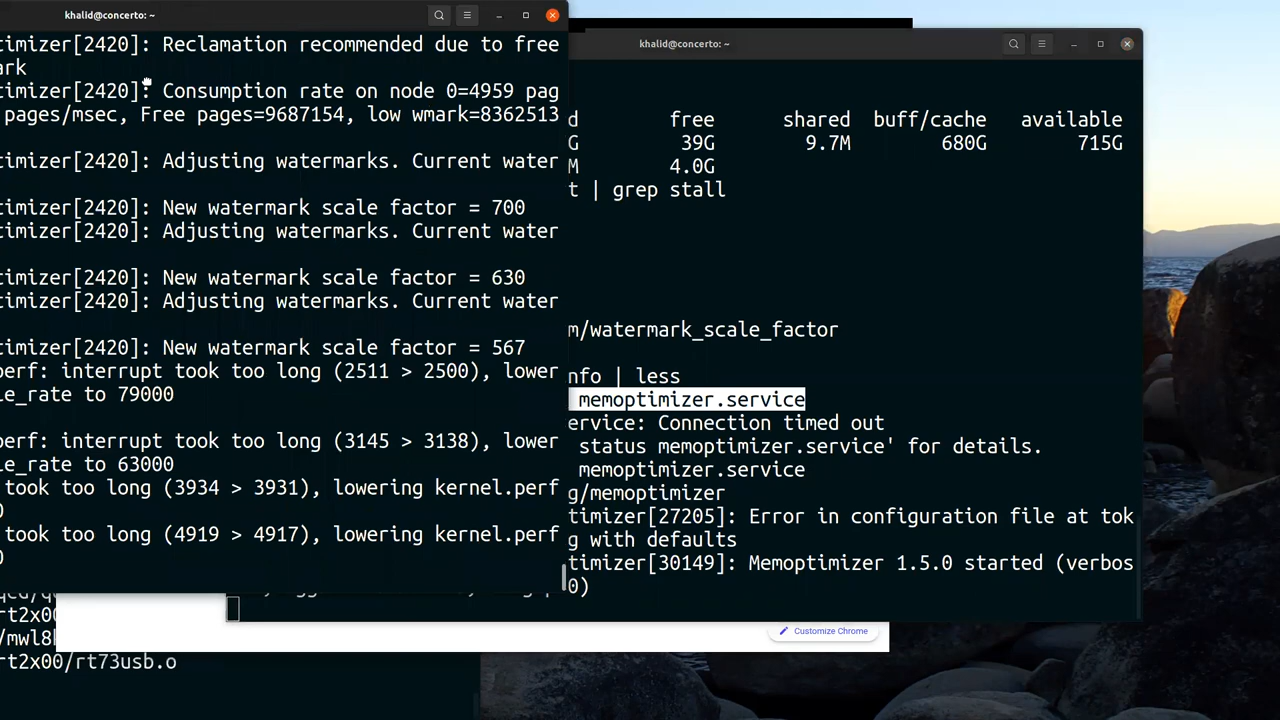 khalid@concerto: ~
timizer[2420]: Reclamation recommended due to free
ark
timizer[2420]: Consumption rate on node 0=4959 pag
pages/msec, Free pages=9687154, low wmark=8362513
timizer[2420]: Adjusting watermarks. Current water
timizer[2420]: New watermark scale factor = 700
timizer[2420]: Adjusting watermarks. Current water
timizer[2420]: New watermark scale factor = 630
timizer[2420]: Adjusting watermarks. Current water
timizer[2420]: New watermark scale factor = 567
perf: interrupt took too long (2511 > 2500), lower
le_rate to 79000
perf: interrupt took too long (3145 > 3138), lower
le_rate to 63000
took too long (3934 > 3931), lowering kernel.perf
0
took too long (4919 > 4917), lowering kernel.perf
0
khalid@concerto: ~
d free shared buff/cache available
G 39G 9.7M 680G 715G
M 4.0G
t | grep stall
m/watermark_scale_factor
nfo | less
memoptimizer.service
ervice: Connection timed out
status memoptimizer.service' for details.
memoptimizer.service
g/memoptimizer
timizer[27205]: Error in configuration file at tok
g with defaults
timizer[30149]: Memoptimizer 1.5.0 started (verbos
0)
rt2x00
/mwl8
rt2x00/rt73usb.o
Customize Chrome